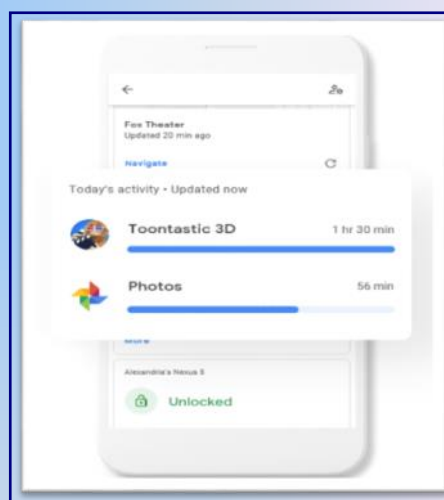 Fox Theater
Updated 20 min ago
Navigate
Today's activity • Updated now
Toontastic 3D 1 hr 30 min
Photos 56 min
More
Alexandria's Nexus 5
Unlocked